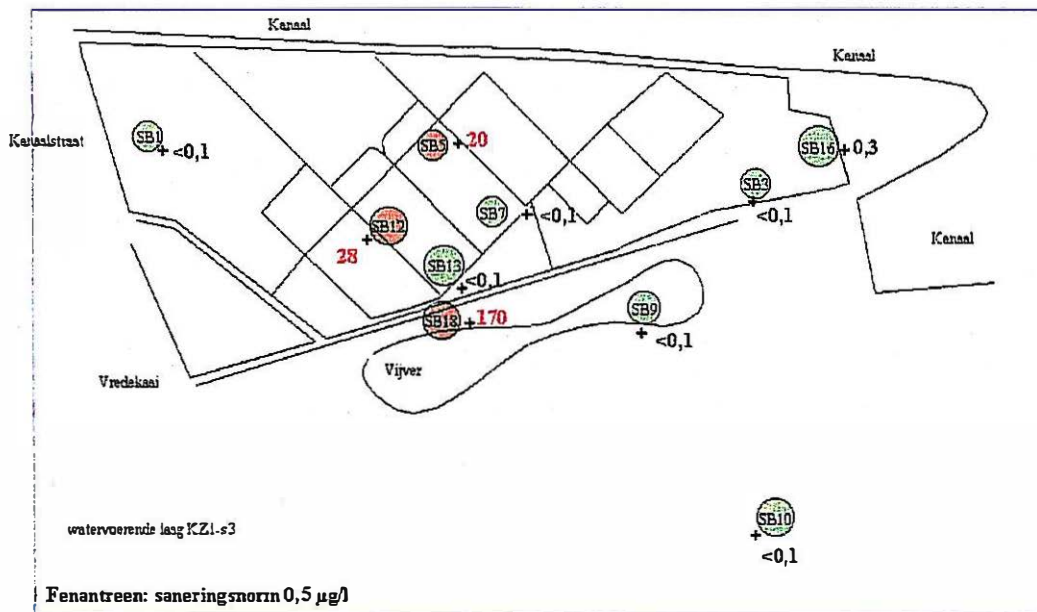 Kanaal
Kanaal
Kanaalstraat
SB1
<0,1
SB5
20
SB16
0,3
SB3
<0,1
SB7
<0,1
SB12
28
SB13
<0,1
Kanaal
SB18
170
SB9
<0,1
Vijver
Vredekaai
SB10
<0,1
watervoerende laag KZ1-s3
Fenantreen: saneringsnorm 0,5 µg/l